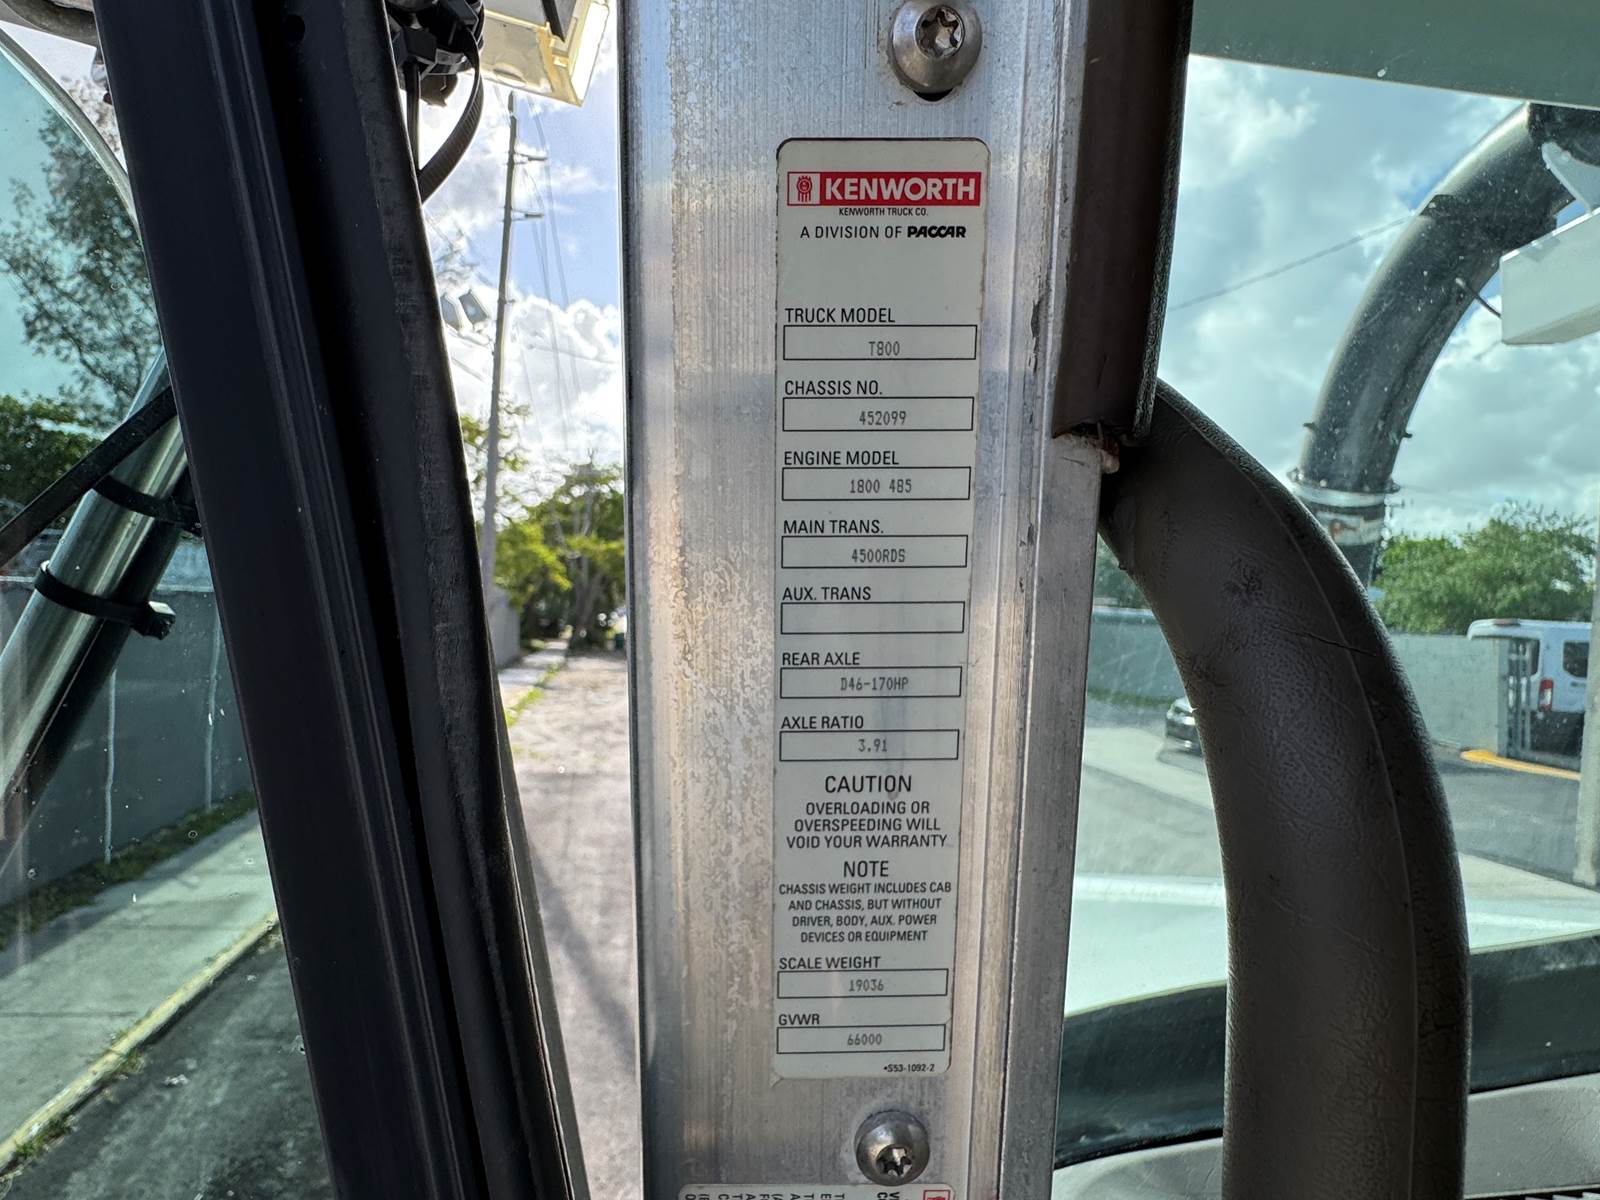 KENWORTH
KENWORTH TRUCK CO.
A DIVISION OF PACCAR
TRUCK MODEL
T800
CHASSIS NO.
452099
ENGINE MODEL
1800 485
MAIN TRANS.
4500RDS
AUX. TRANS
REAR AXLE
D46-170HP
AXLE RATIO
3.91
CAUTION
OVERLOADING OR
OVERSPEEDING WILL
VOID YOUR WARRANTY
NOTE
CHASSIS WEIGHT INCLUDES CAB
AND CHASSIS, BUT WITHOUT
DRIVER, BODY, AUX. POWER
DEVICES OR EQUIPMENT
SCALE WEIGHT
19036
GVWR
66000
•S53-1092-2